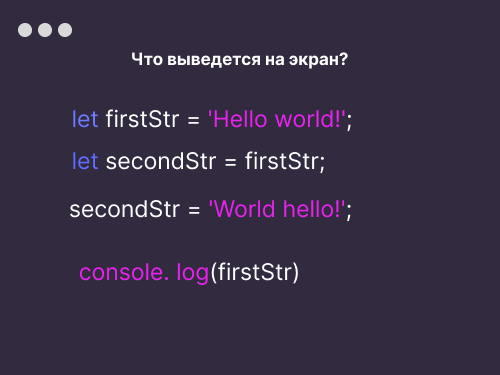 Что выведется на экран?
let firstStr = 'Hello world!';
let secondStr = firstStr;
secondStr = 'World hello!';
console. log(firstStr)